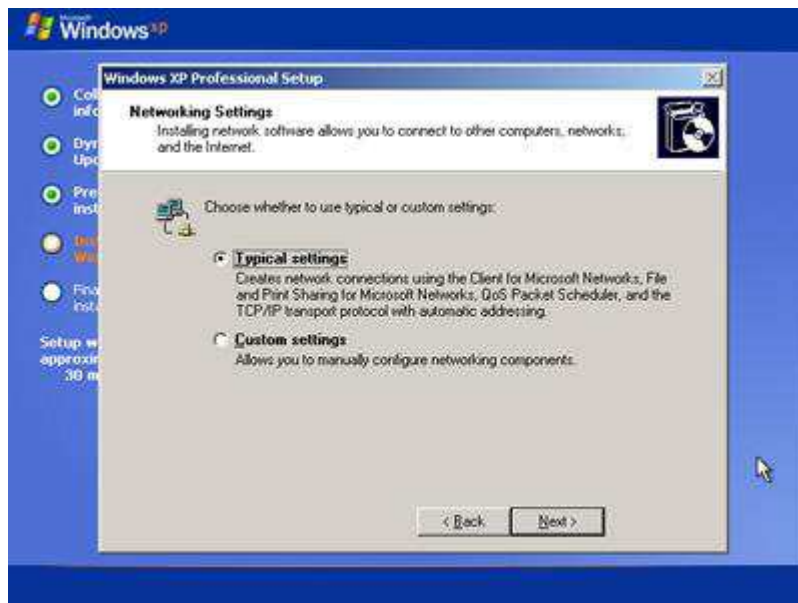 Microsoft
Windows xp
Windows XP Professional Setup
Networking Settings
Installing network software allows you to connect to other computers, networks,
and the Internet.
Choose whether to use typical or custom settings:
Typical settings
Creates network connections using the Client for Microsoft Networks, File
and Print Sharing for Microsoft Networks, QoS Packet Scheduler, and the
TCP/IP transport protocol with automatic addressing.
Custom settings
Allows you to manually configure networking components.
< Back
Next >
Setup w
30 m